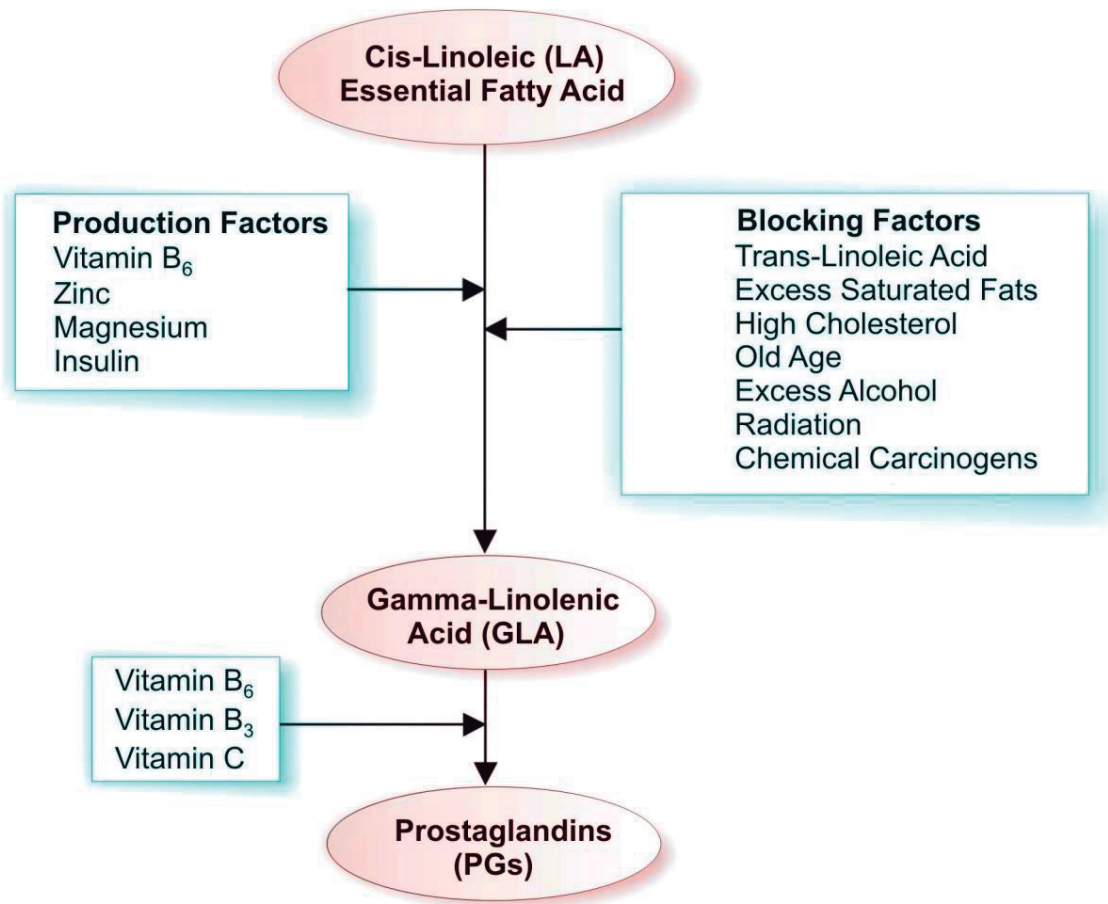 Cis-Linoleic (LA)
Essential Fatty Acid
Production Factors
Vitamin B₆
Zinc
Magnesium
Insulin
Blocking Factors
Trans-Linoleic Acid
Excess Saturated Fats
High Cholesterol
Old Age
Excess Alcohol
Radiation
Chemical Carcinogens
Gamma-Linolenic
Acid (GLA)
Vitamin B₆
Vitamin B₃
Vitamin C
Prostaglandins
(PGs)